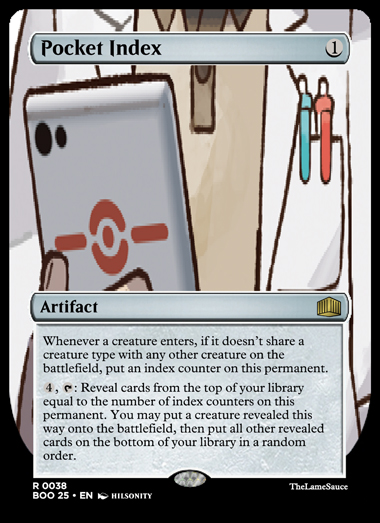 Pocket Index 1
Artifact
Whenever a creature enters, if it doesn't share a
creature type with any other creature on the
battlefield, put an index counter on this permanent.
4, : Reveal cards from the top of your library
equal to the number of index counters on this
permanent. You may put a creature revealed this
way onto the battlefield, then put all other revealed
cards on the bottom of your library in a random
order.
R 0038
BOO 25 • EN HILSONITY
TheLameSauce